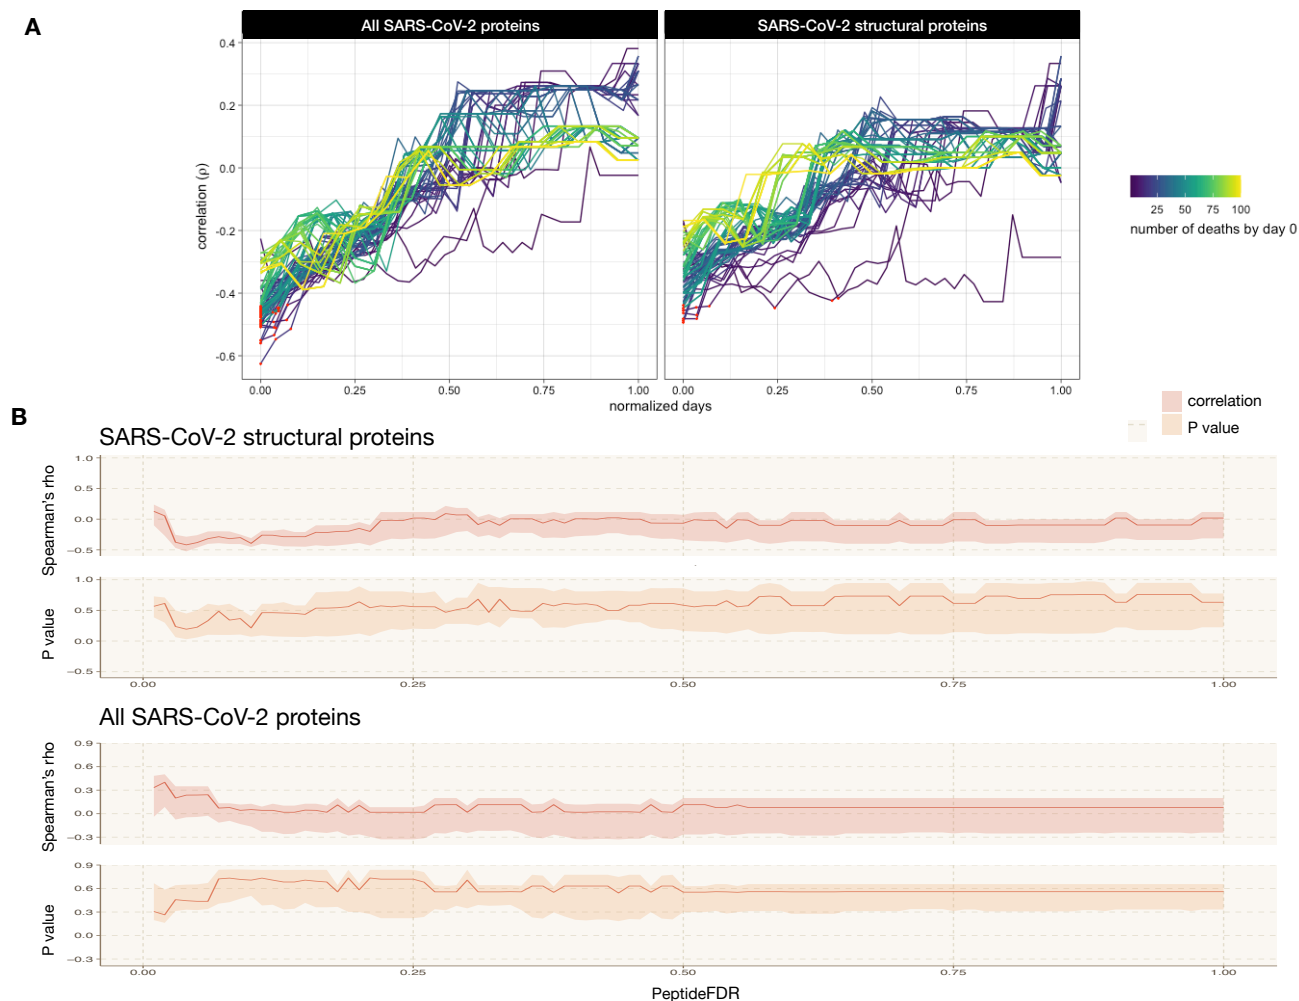 A
All SARS-CoV-2 proteins
SARS-CoV-2 structural proteins
0.4
0.2
0.0
-0.2
-0.4
-0.6
correlation (ρ)
0.00 0.25 0.50 0.75 1.00
0.00 0.25 0.50 0.75 1.00
normalized days
25 50 75 100
number of deaths by day 0
B
correlation
P value
SARS-CoV-2 structural proteins
Spearman's rho
1.0
0.5
0.0
−0.5
P value
1.0
0.5
0.0
−0.5
0.00 0.25 0.50 0.75 1.00
All SARS-CoV-2 proteins
Spearman's rho
0.9
0.6
0.3
0.0
−0.3
P value
0.9
0.6
0.3
0.0
−0.3
0.00 0.25 0.50 0.75 1.00
PeptideFDR